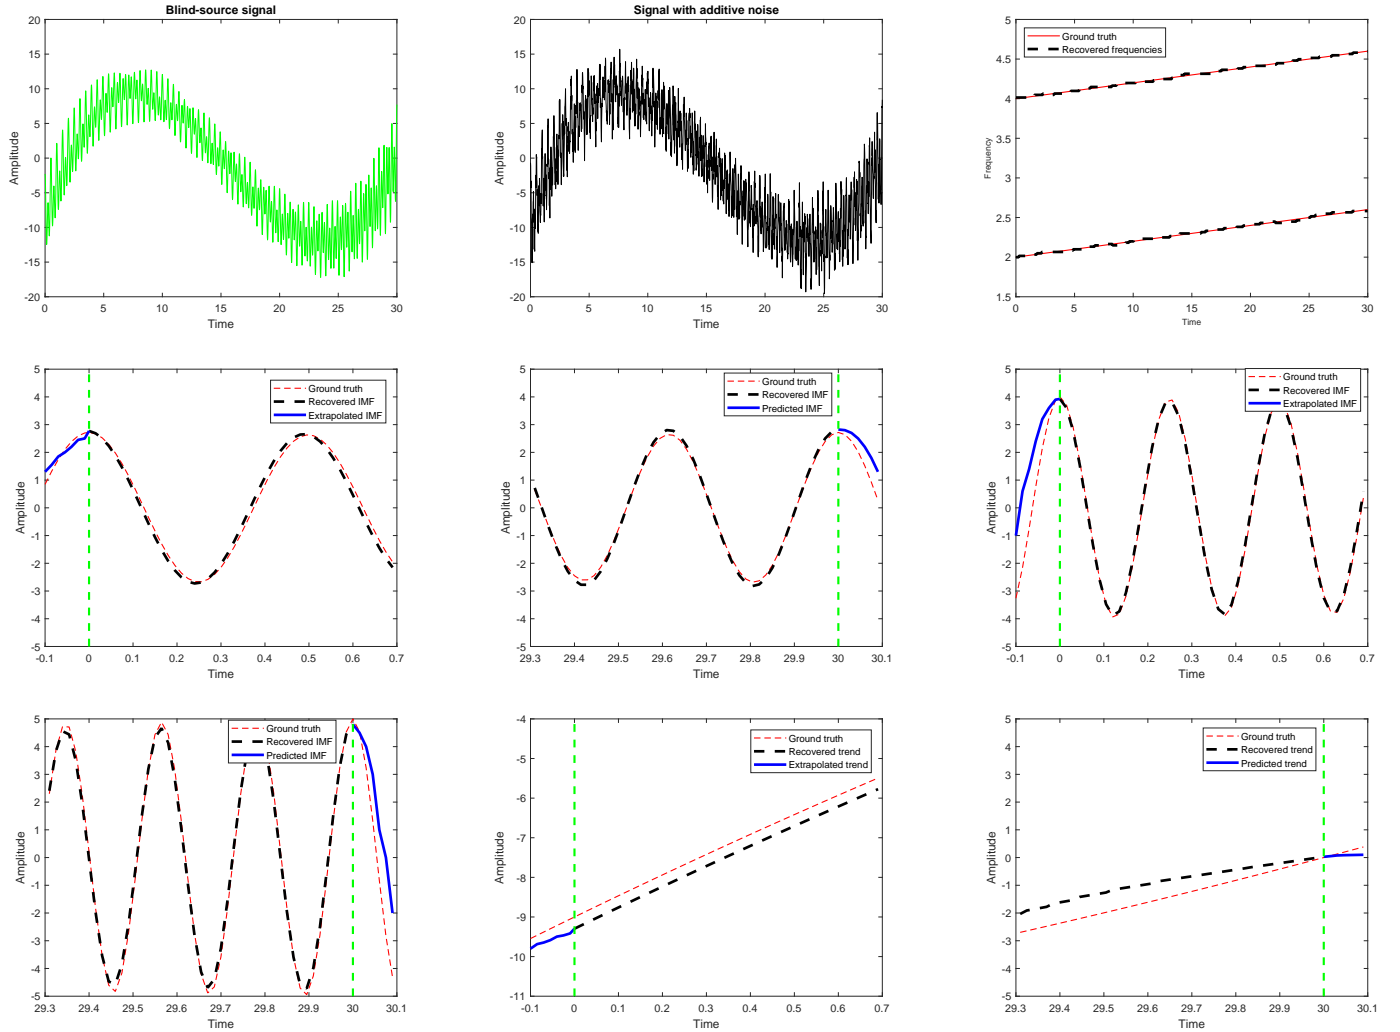 Blind-source signal
20
15
10
5
0
-5
-10
-15
-20
Amplitude
0 5 10 15 20 25 30
Time
Signal with additive noise
20
15
10
5
0
-5
-10
-15
-20
Amplitude
0 5 10 15 20 25 30
Time
Ground truth
Recovered frequencies
5
4.5
4
3.5
3
2.5
2
1.5
Frequency
0 5 10 15 20 25 30
Time
Ground truth
Recovered IMF
Extrapolated IMF
5
4
3
2
1
0
-1
-2
-3
-4
-5
Amplitude
-0.1 0 0.1 0.2 0.3 0.4 0.5 0.6 0.7
Time
Ground truth
Recovered IMF
Predicted IMF
5
4
3
2
1
0
-1
-2
-3
-4
-5
Amplitude
29.3 29.4 29.5 29.6 29.7 29.8 29.9 30 30.1
Time
Ground truth
Recovered IMF
Extrapolated IMF
5
4
3
2
1
0
-1
-2
-3
-4
-5
Amplitude
-0.1 0 0.1 0.2 0.3 0.4 0.5 0.6 0.7
Time
Ground truth
Recovered IMF
Predicted IMF
5
4
3
2
1
0
-1
-2
-3
-4
-5
Amplitude
29.3 29.4 29.5 29.6 29.7 29.8 29.9 30 30.1
Time
Ground truth
Recovered trend
Extrapolated trend
-4
-5
-6
-7
-8
-9
-10
-11
Amplitude
-0.1 0 0.1 0.2 0.3 0.4 0.5 0.6 0.7
Time
Ground truth
Recovered trend
Predicted trend
5
4
3
2
1
0
-1
-2
-3
-4
-5
Amplitude
29.3 29.4 29.5 29.6 29.7 29.8 29.9 30 30.1
Time